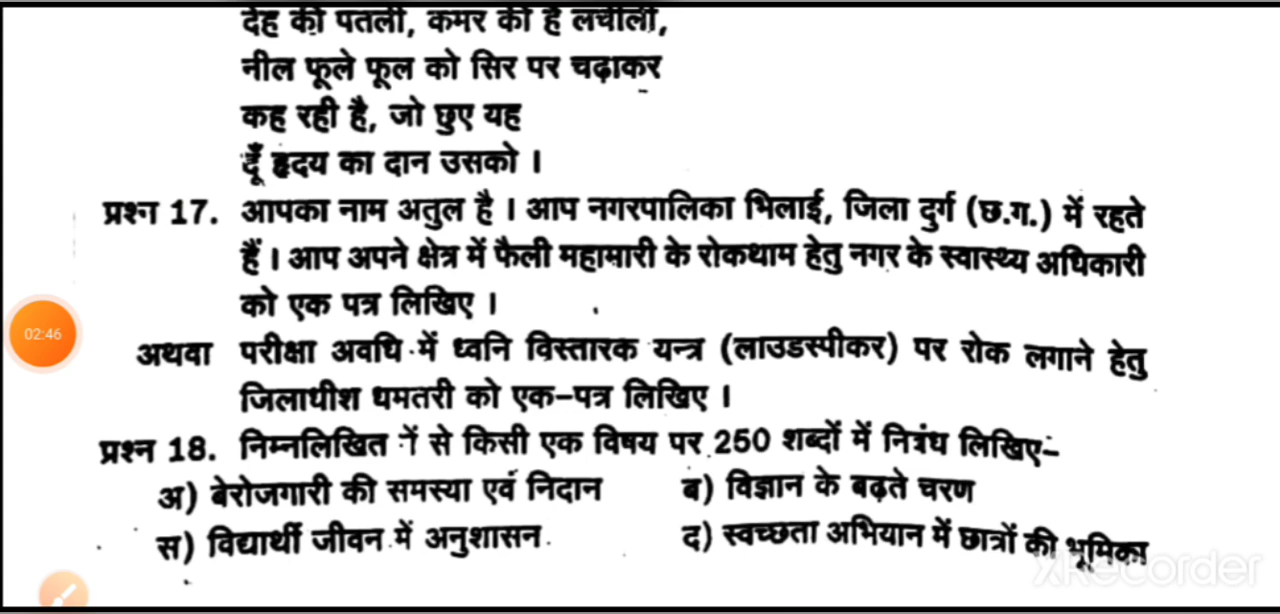 देह की पतली, कमर की है लचीली,
नील फूले फूल को सिर पर चढ़ाकर
कह रही है, जो छुए यह
दूँ हृदय का दान उसको ।
प्रश्न 17. आपका नाम अतुल है । आप नगरपालिका भिलाई, जिला दुर्ग (छ.ग.) में रहते
हैं । आप अपने क्षेत्र में फैली महामारी के रोकथाम हेतु नगर के स्वास्थ्य अधिकारी
को एक पत्र लिखिए ।
02:46
अथवा परीक्षा अवधि में ध्वनि विस्तारक यन्त्र (लाउडस्पीकर) पर रोक लगाने हेतु
जिलाधीश धमतरी को एक-पत्र लिखिए ।
प्रश्न 18. निम्नलिखित से किसी एक विषय पर 250 शब्दों में निबंध लिखिए-
अ) बेरोजगारी की समस्या एवं निदान ब) विज्ञान के बढ़ते चरण
स) विद्यार्थी जीवन में अनुशासन द) स्वच्छता अभियान में छात्रों की भूमिका
XRecorder